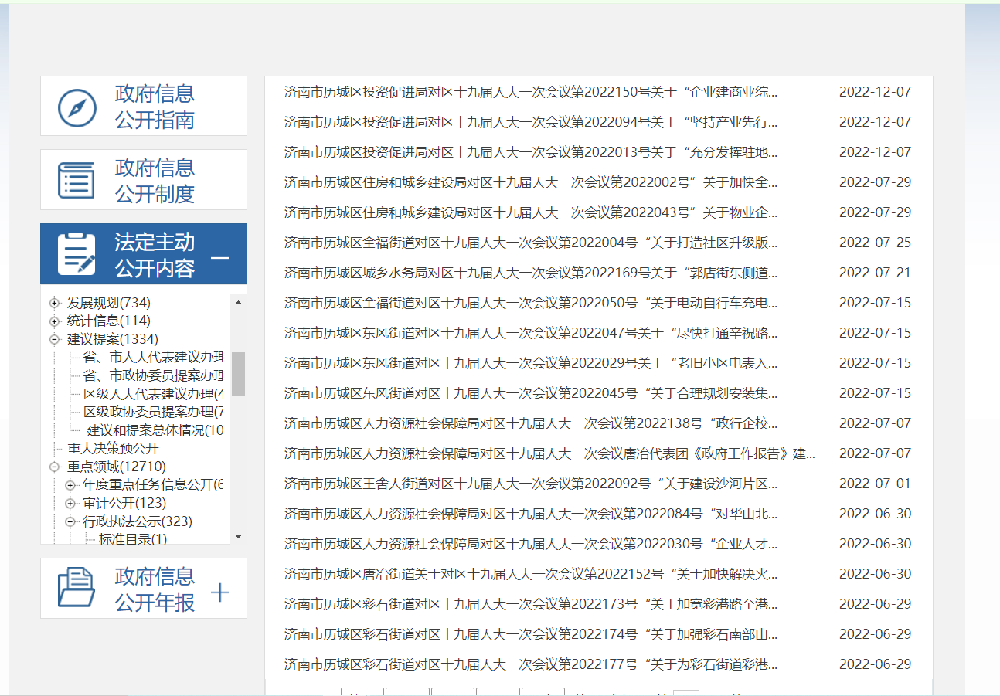 政府信息
公开指南
政府信息
公开制度
法定主动
公开内容
发展规划(734)
统计信息(114)
建议提案(1334)
省、市人大代表建议办理
省、市政协委员提案办理
区级人大代表建议办理(4
区级政协委员提案办理(7
建议和提案总体情况(10
重大决策预公开
重点领域(12710)
年度重点任务信息公开(6
审计公开(123)
行政执法公示(323)
标准目录(1)
政府信息
公开年报
济南市历城区投资促进局对区十九届人大一次会议第2022150号关于“企业建商业综... 2022-12-07
济南市历城区投资促进局对区十九届人大一次会议第2022094号关于“坚持产业先行... 2022-12-07
济南市历城区投资促进局对区十九届人大一次会议第2022013号关于“充分发挥驻地... 2022-12-07
济南市历城区住房和城乡建设局对区十九届人大一次会议第2022002号”关于加快全... 2022-07-29
济南市历城区住房和城乡建设局对区十九届人大一次会议第2022043号”关于物业企... 2022-07-29
济南市历城区全福街道对区十九届人大一次会议第2022004号“关于打造社区升级版... 2022-07-25
济南市历城区城乡水务局对区十九届人大一次会议第2022169号关于“郭店街东侧道... 2022-07-21
济南市历城区全福街道对区十九届人大一次会议第2022050号“关于电动自行车充电... 2022-07-15
济南市历城区东风街道对区十九届人大一次会议第2022047号关于“尽快打通辛祝路... 2022-07-15
济南市历城区东风街道对区十九届人大一次会议第2022029号关于“老旧小区电表入... 2022-07-15
济南市历城区东风街道对区十九届人大一次会议第2022045号“关于合理规划安装集... 2022-07-15
济南市历城区人力资源社会保障局对区十九届人大一次会议第2022138号“政行企校... 2022-07-07
济南市历城区人力资源社会保障局对区十九届人大一次会议唐冶代表团《政府工作报告》建... 2022-07-07
济南市历城区王舍人街道对区十九届人大一次会议第2022092号“关于建设沙河片区... 2022-07-01
济南市历城区人力资源社会保障局对区十九届人大一次会议第2022084号“对华山北... 2022-06-30
济南市历城区人力资源社会保障局对区十九届人大一次会议第2022030号“企业人才... 2022-06-30
济南市历城区唐冶街道关于对区十九届人大一次会议第2022152号“关于加快解决火... 2022-06-30
济南市历城区彩石街道对区十九届人大一次会议第2022173号“关于加宽彩港路至港... 2022-06-29
济南市历城区彩石街道对区十九届人大一次会议第2022174号“关于加强彩石南部山... 2022-06-29
济南市历城区彩石街道对区十九届人大一次会议第2022177号“关于为彩石街道彩港... 2022-06-29